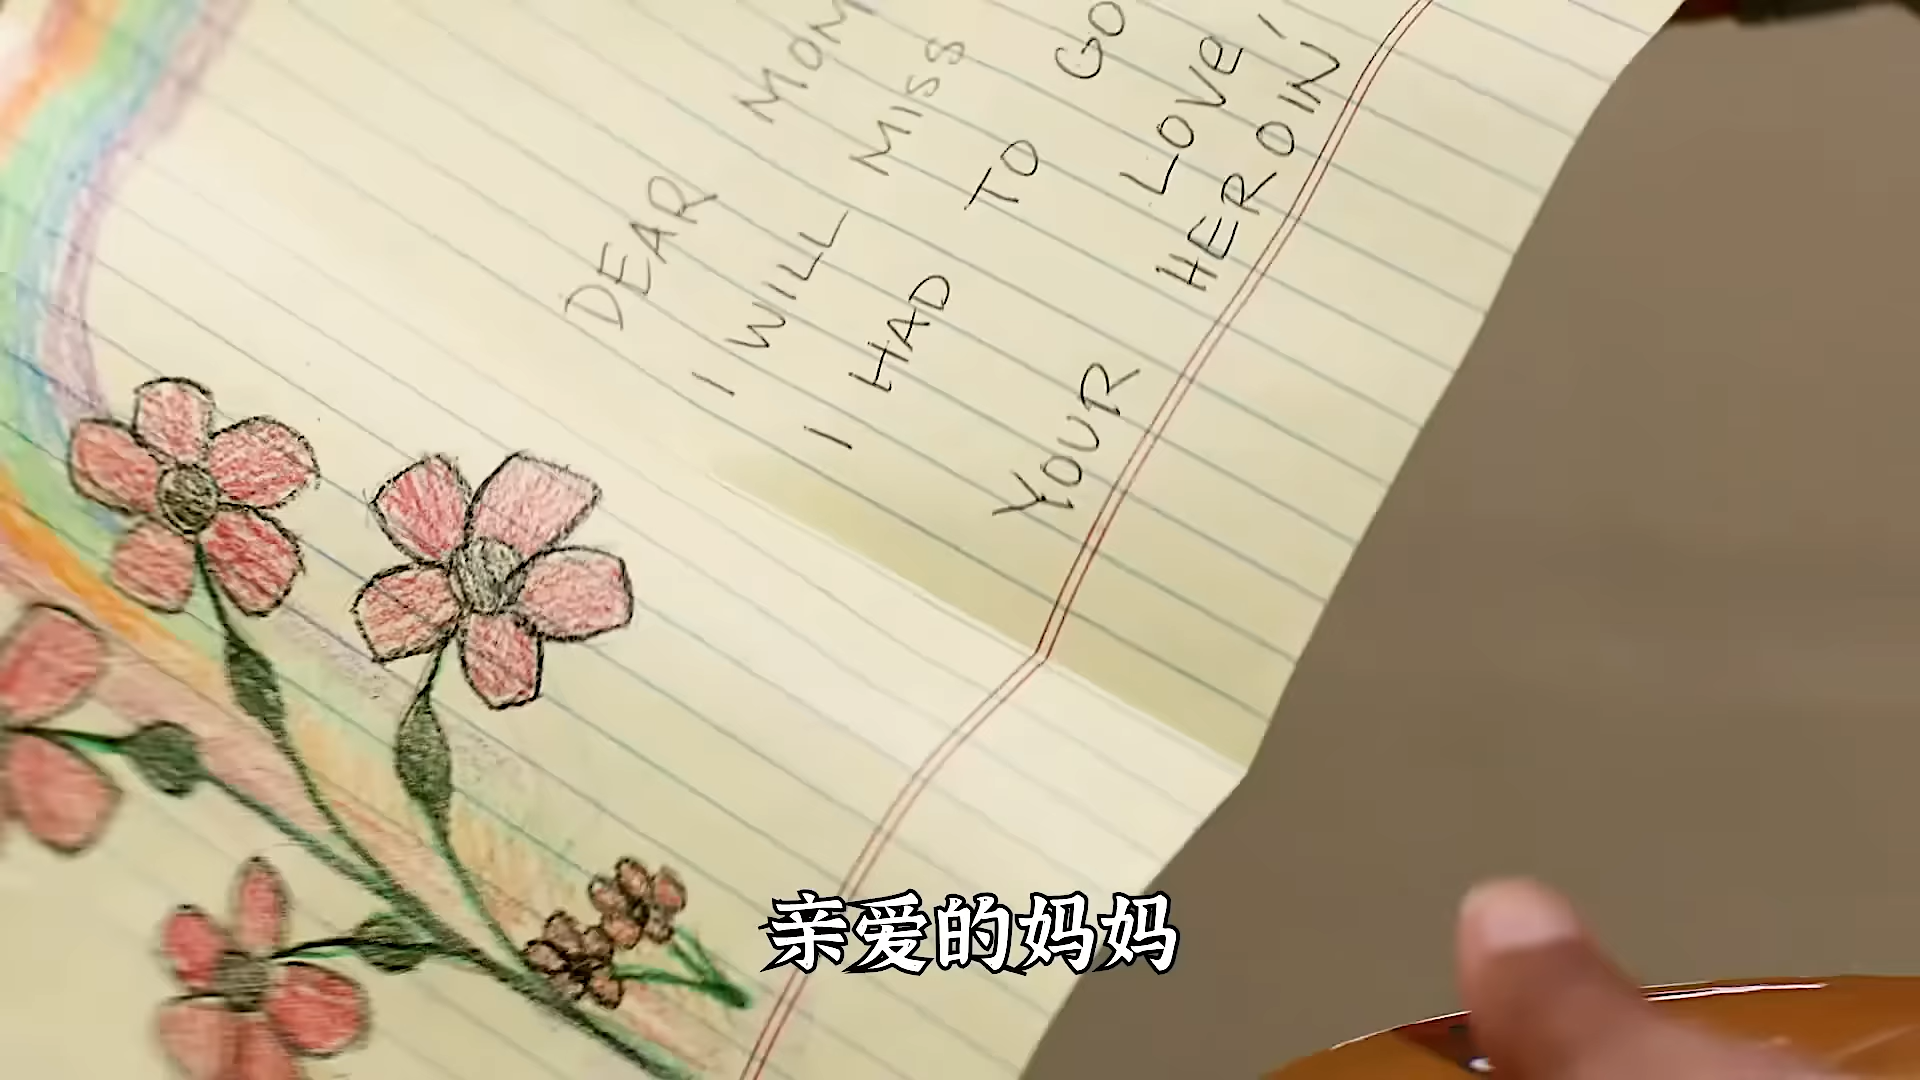 DEAR MOM
I WILL MISS
I HAD TO GO
LOVE,
YOUR HEROIN
亲爱的妈妈